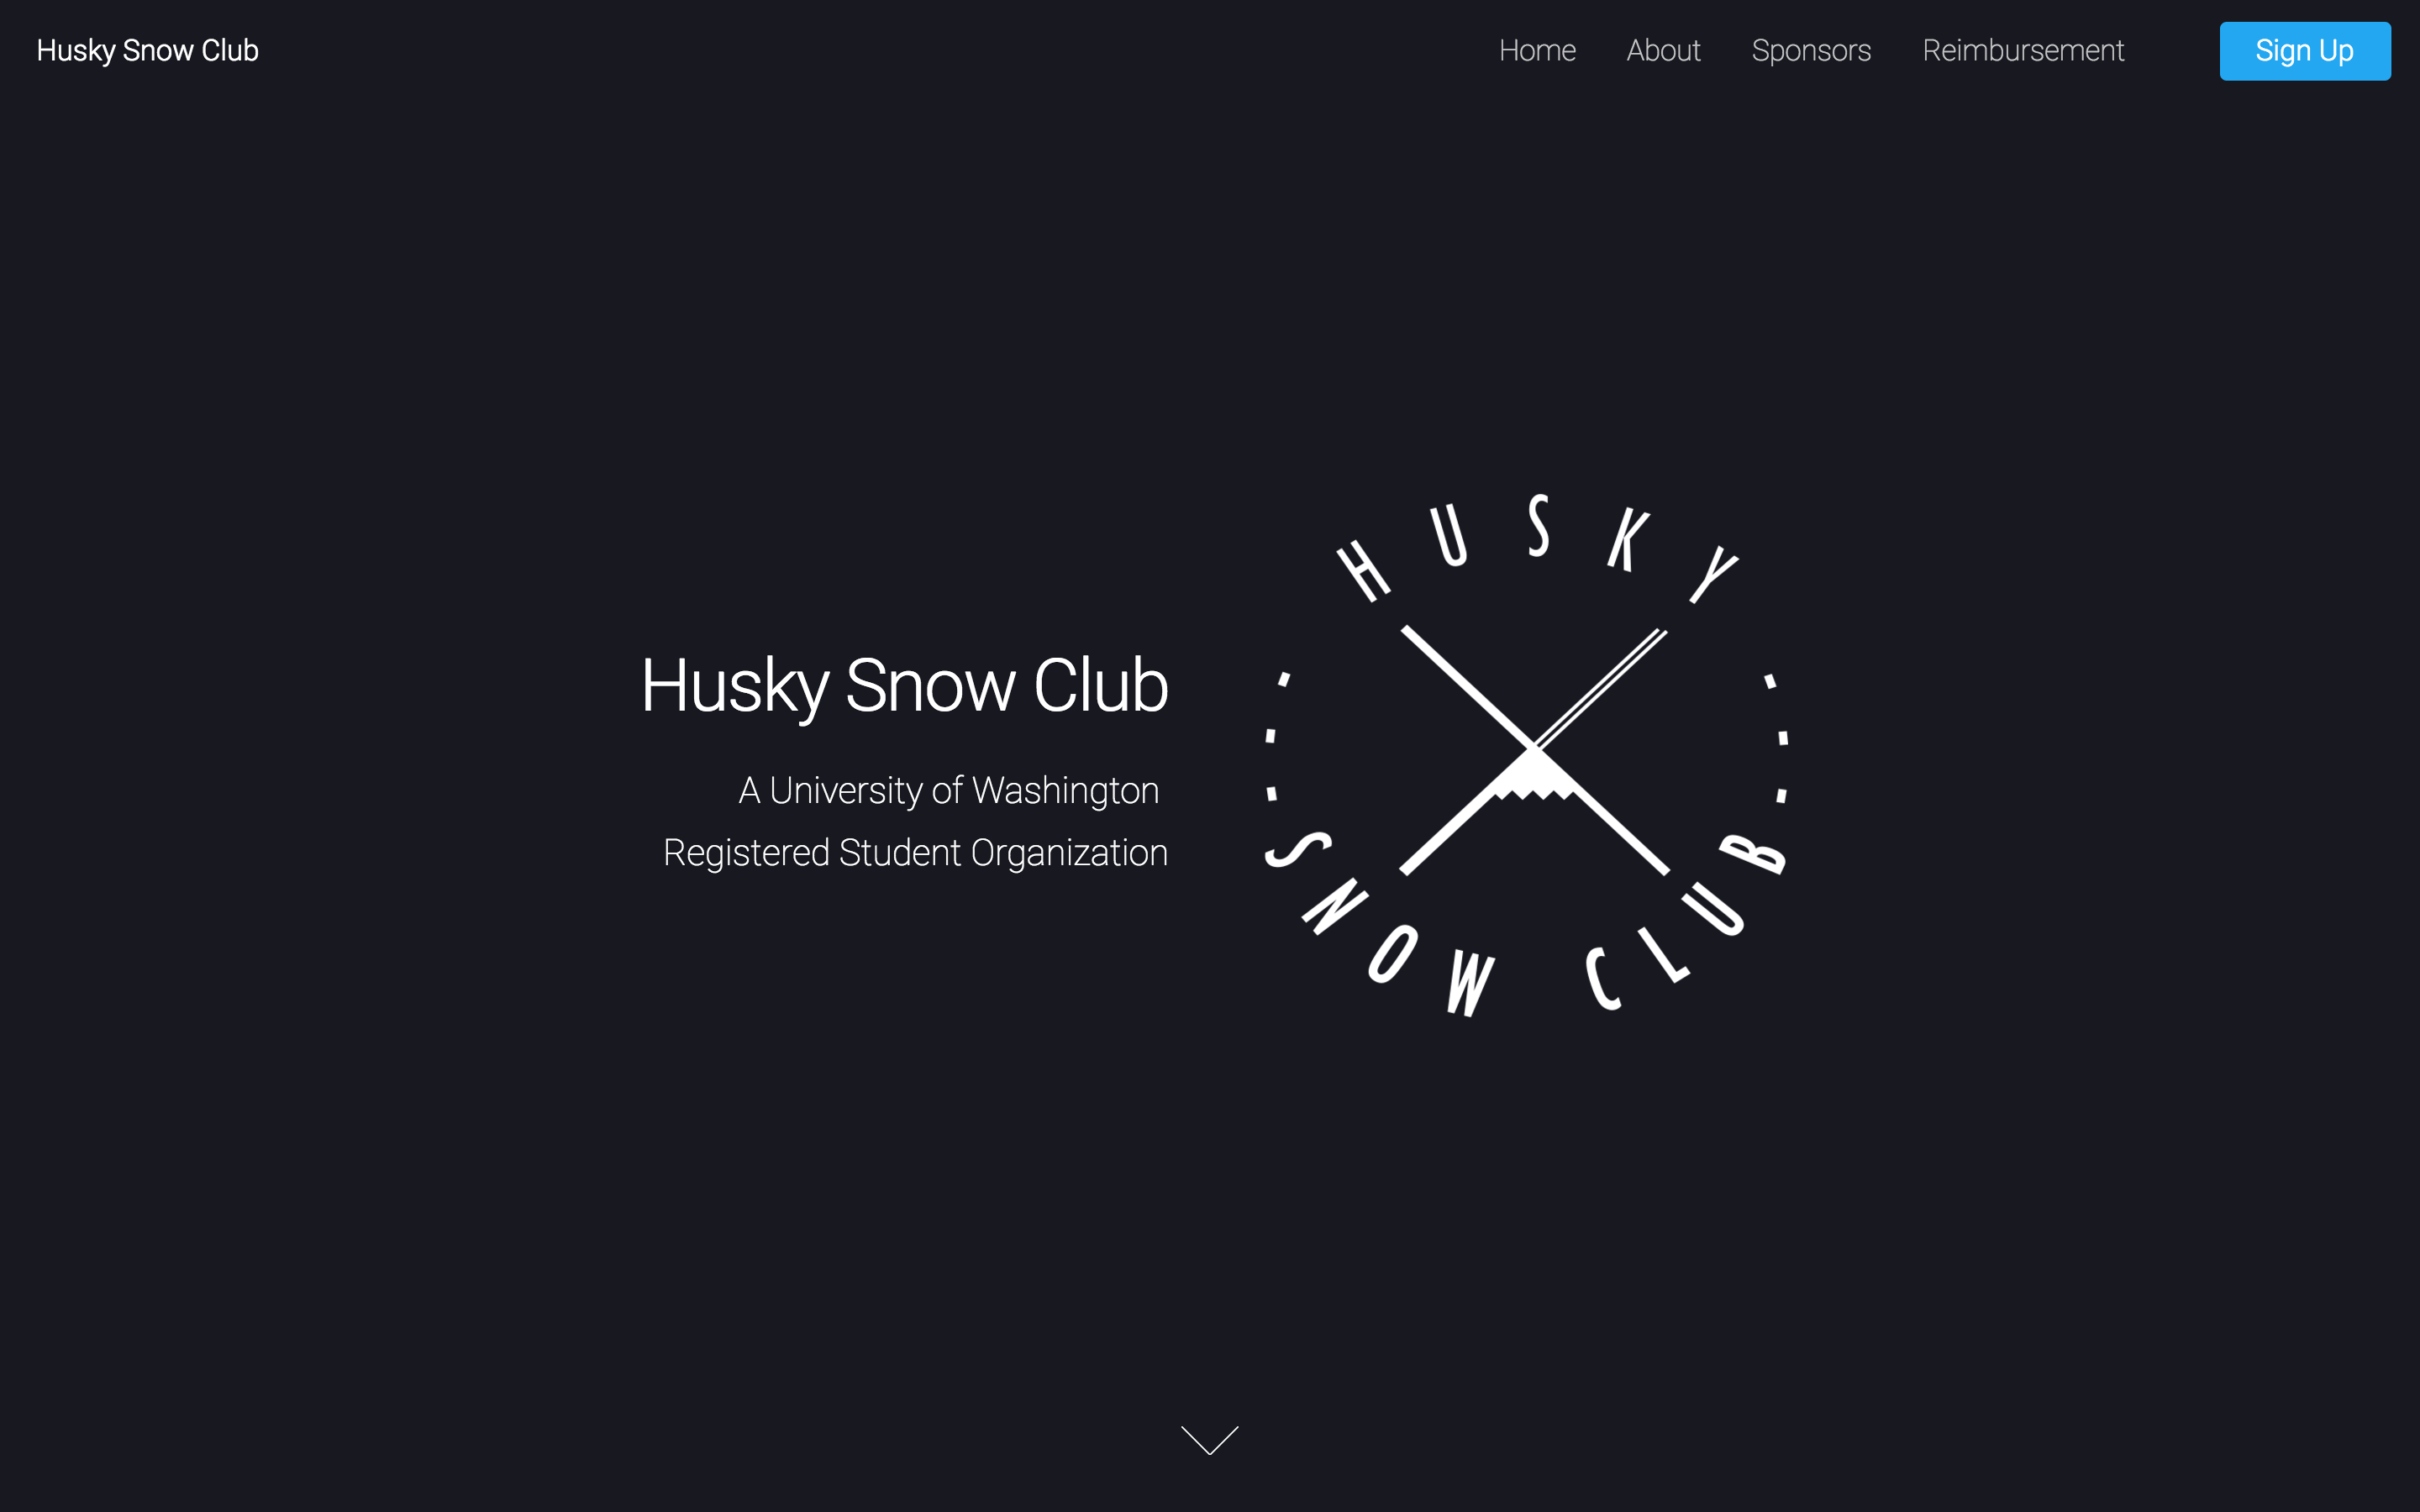 Husky Snow Club
Home About Sponsors Reimbursement Sign Up
HUSKY
Husky Snow Club
A University of Washington
Registered Student Organization
SNOW CLUB